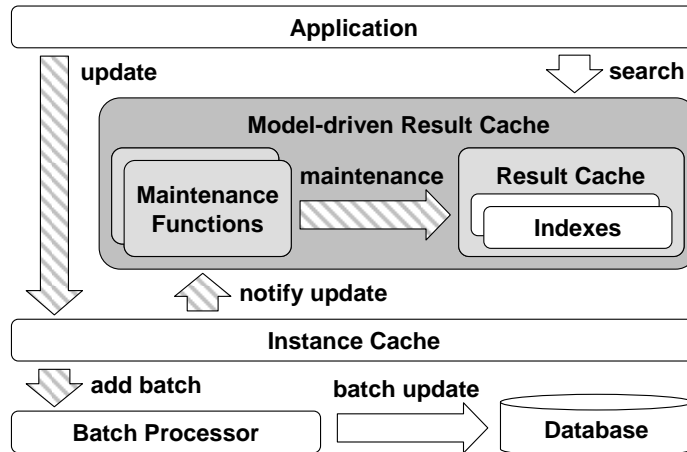 Application
update
search
Model-driven Result Cache
maintenance
Result Cache
Maintenance
Functions
Indexes
notify update
Instance Cache
add batch
batch update
Batch Processor
Database